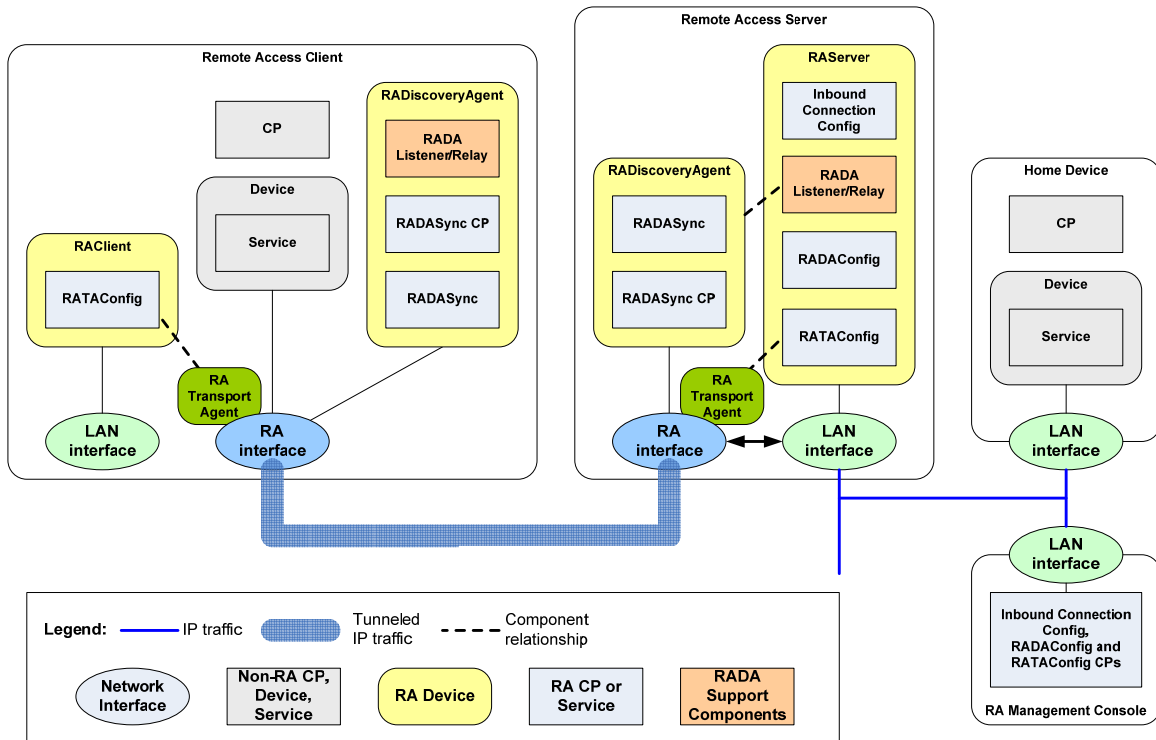 Remote Access Client
CP
Device
Service
RAClient
RATAConfig
RADiscoveryAgent
RADA
Listener/Relay
RADASync CP
RADASync
RA
Transport
Agent
LAN
interface
RA
interface
Remote Access Server
RADiscoveryAgent
RADASync
RADASync CP
RAServer
Inbound
Connection
Config
RADA
Listener/Relay
RADAConfig
RATAConfig
RA
Transport
Agent
RA
interface
LAN
interface
Home Device
CP
Device
Service
LAN
interface
LAN
interface
Inbound Connection
Config,
RADAConfig and
RATAConfig CPs
RA Management Console
Legend:
IP traffic
Tunneled
IP traffic
Component
relationship
Network
Interface
Non-RA CP,
Device,
Service
RA Device
RA CP or
Service
RADA
Support
Components